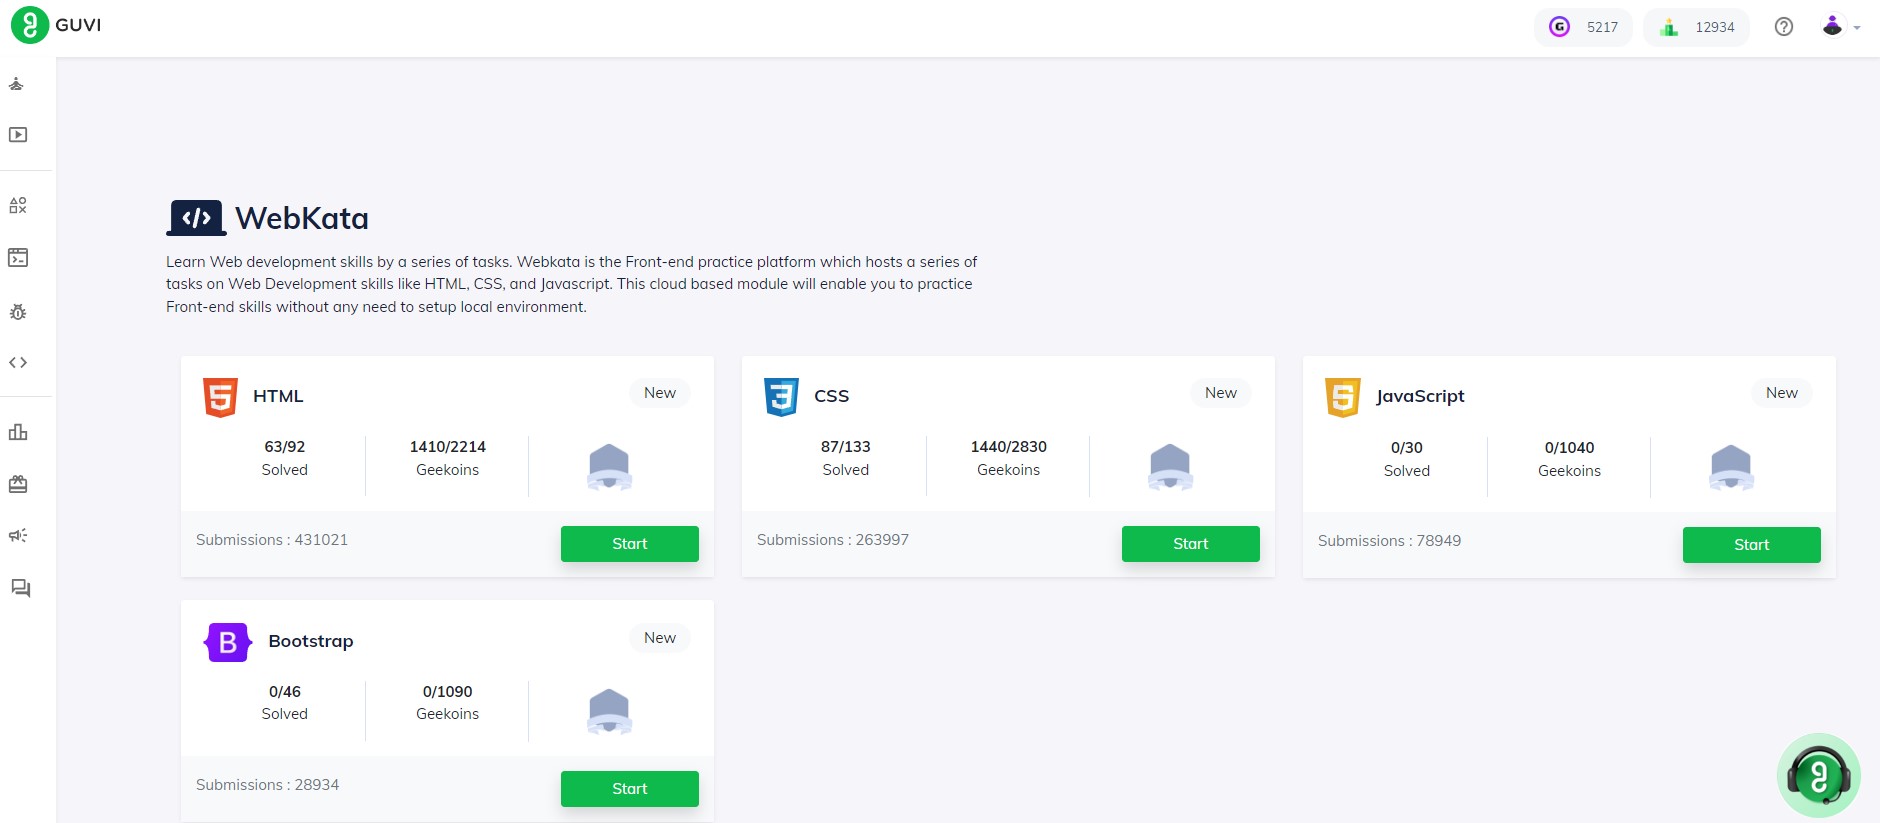 GUVI
5217
12934
WebKata
Learn Web development skills by a series of tasks. Webkata is the Front-end practice platform which hosts a series of
tasks on Web Development skills like HTML, CSS, and Javascript. This cloud based module will enable you to practice
Front-end skills without any need to setup local environment.
HTML
New
63/92
Solved
1410/2214
Geekoins
Submissions : 431021
Start
CSS
New
87/133
Solved
1440/2830
Geekoins
Submissions : 263997
Start
JavaScript
New
0/30
Solved
0/1040
Geekoins
Submissions : 78949
Start
B
Bootstrap
New
0/46
Solved
0/1090
Geekoins
Submissions : 28934
Start